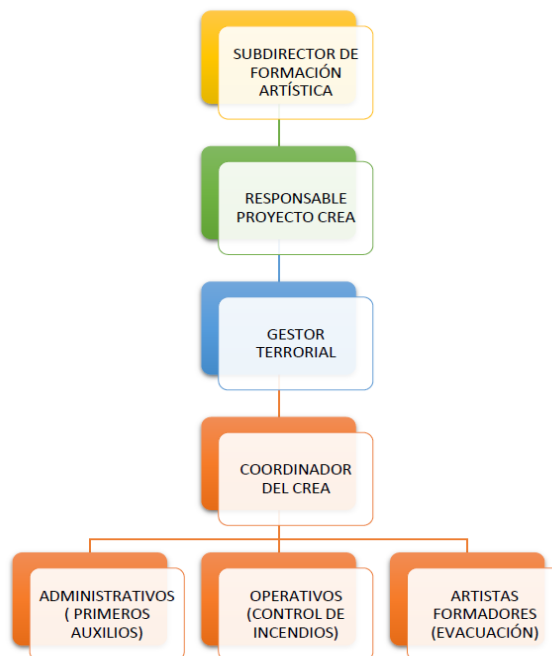 SUBDIRECTOR DE
FORMACIÓN
ARTÍSTICA
RESPONSABLE
PROYECTO CREA
GESTOR
TERRORIAL
COORDINADOR
DEL CREA
ADMINISTRATIVOS
( PRIMEROS
AUXILIOS)
OPERATIVOS
(CONTROL DE
INCENDIOS)
ARTISTAS
FORMADORES
(EVACUACIÓN)